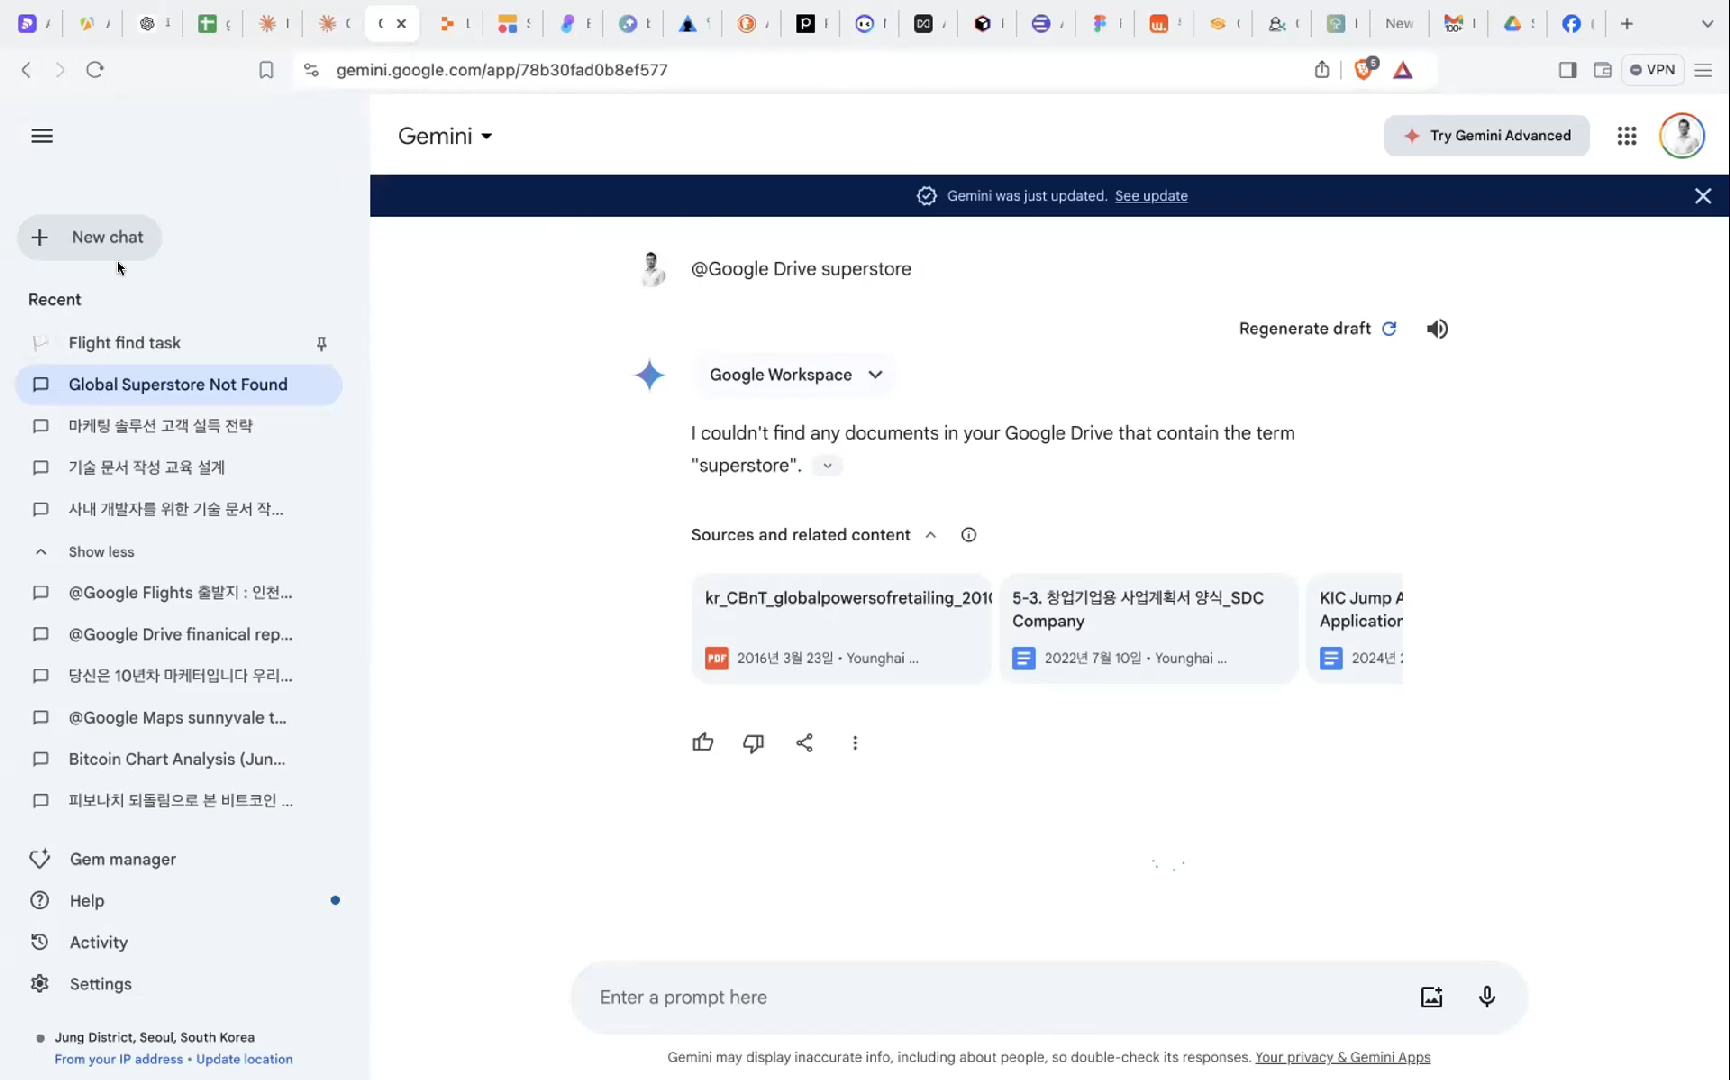 New
100+
gemini.google.com/app/78b30fad0b8ef577
6
VPN
Gemini
Try Gemini Advanced
Gemini was just updated. See update
New chat
Recent
Flight find task
Global Superstore Not Found
마케팅 솔루션 고객 설득 전략
기술 문서 작성 교육 설계
사내 개발자를 위한 기술 문서 작...
Show less
@Google Flights 출발지 : 인천...
@Google Drive finanical rep...
당신은 10년차 마케터입니다 우리...
@Google Maps sunnyvale t...
Bitcoin Chart Analysis (Jun...
피보나치 되돌림으로 본 비트코인 ...
Gem manager
Help
Activity
Settings
Jung District, Seoul, South Korea
From your IP address • Update location
@Google Drive superstore
Regenerate draft
Google Workspace
I couldn't find any documents in your Google Drive that contain the term
"superstore".
Sources and related content
kr_CBnT_globalpowersofretailing_201
PDF 2016년 3월 23일 • Younghai ...
5-3. 창업기업용 사업계획서 양식_SDC
Company
2022년 7월 10일 • Younghai ...
KIC Jump A
Application
2024년
Enter a prompt here
Gemini may display inaccurate info, including about people, so double-check its responses. Your privacy & Gemini Apps